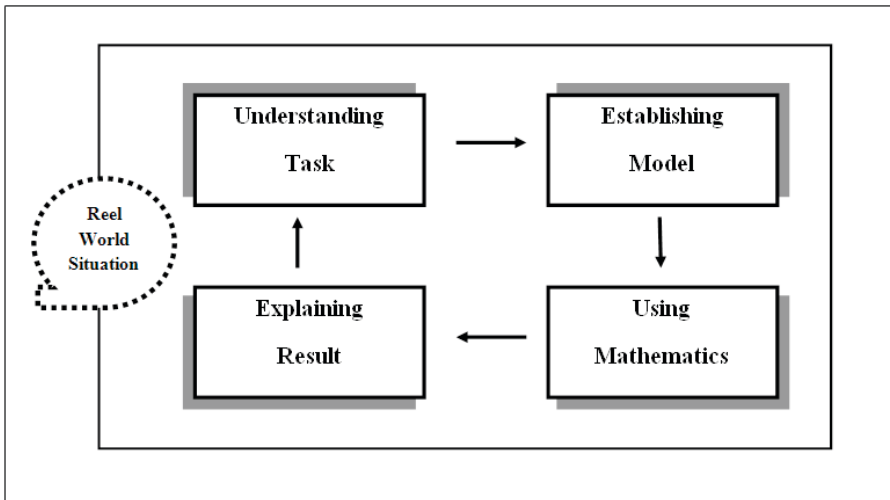 Understanding
Task
Establishing
Model
Reel
World
Situation
Explaining
Result
Using
Mathematics